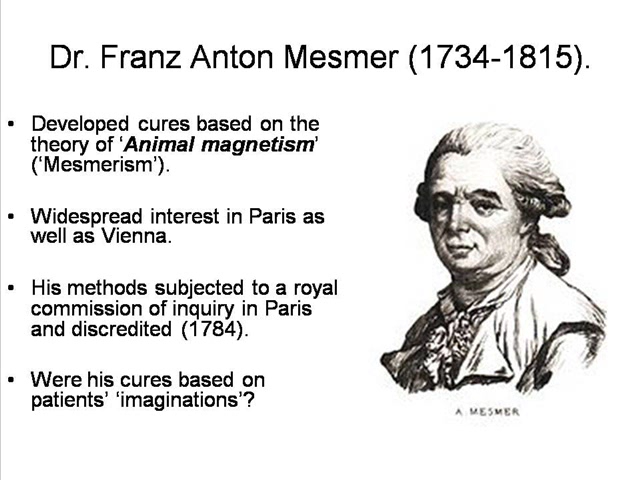 Dr. Franz Anton Mesmer (1734-1815).
• Developed cures based on the
theory of ‘Animal magnetism’
(‘Mesmerism’).
• Widespread interest in Paris as
well as Vienna.
• His methods subjected to a royal
commission of inquiry in Paris
and discredited (1784).
• Were his cures based on
patients’ ‘imaginations’?
A. MESMER